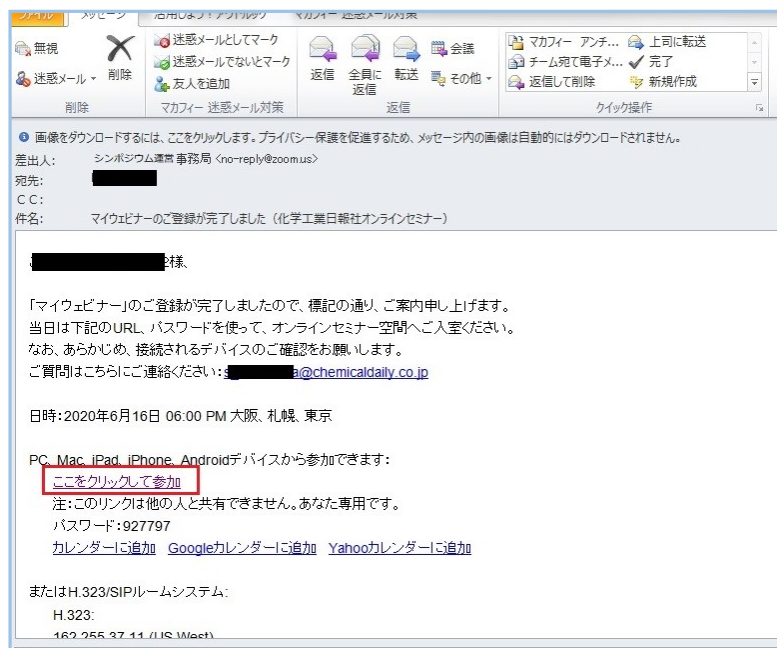 ファイル メッセージ 活用しよう！アウトルック マカフィー 迷惑メール対策
無視 削除 迷惑メールとしてマーク 返信 全員に返信 転送 会議 マカフィー アンチ... 上司に転送
迷惑メールでないとマーク チーム宛て電子メ... 完了
迷惑メール 友人を追加 その他 返信して削除 新規作成
削除 マカフィー 迷惑メール対策 返信 クイック操作
画像をダウンロードするには、ここをクリックします。プライバシー保護を促進するため、メッセージ内の画像は自動的にはダウンロードされません。
差出人: シンポジウム運営事務局 <no-reply@zoom.us>
宛先:
CC:
件名: マイウェビナーのご登録が完了しました（化学工業日報社オンラインセミナー）
様、
「マイウェビナー」のご登録が完了しましたので、標記の通り、ご案内申し上げます。
当日は下記のURL、パスワードを使って、オンラインセミナー空間へご入室ください。
なお、あらかじめ、接続されるデバイスのご確認をお願いします。
ご質問はこちらにご連絡ください:s a@chemicaldaily.co.jp
日時:2020年6月16日 06:00 PM 大阪、札幌、東京
PC, Mac, iPad, iPhone, Androidデバイスから参加できます:
ここをクリックして参加
注:このリンクは他の人と共有できません。あなた専用です。
パスワード:927797
カレンダーに追加 Googleカレンダーに追加 Yahooカレンダーに追加
またはH.323/SIPルームシステム:
H.323:
162.255.37.11 (US West)